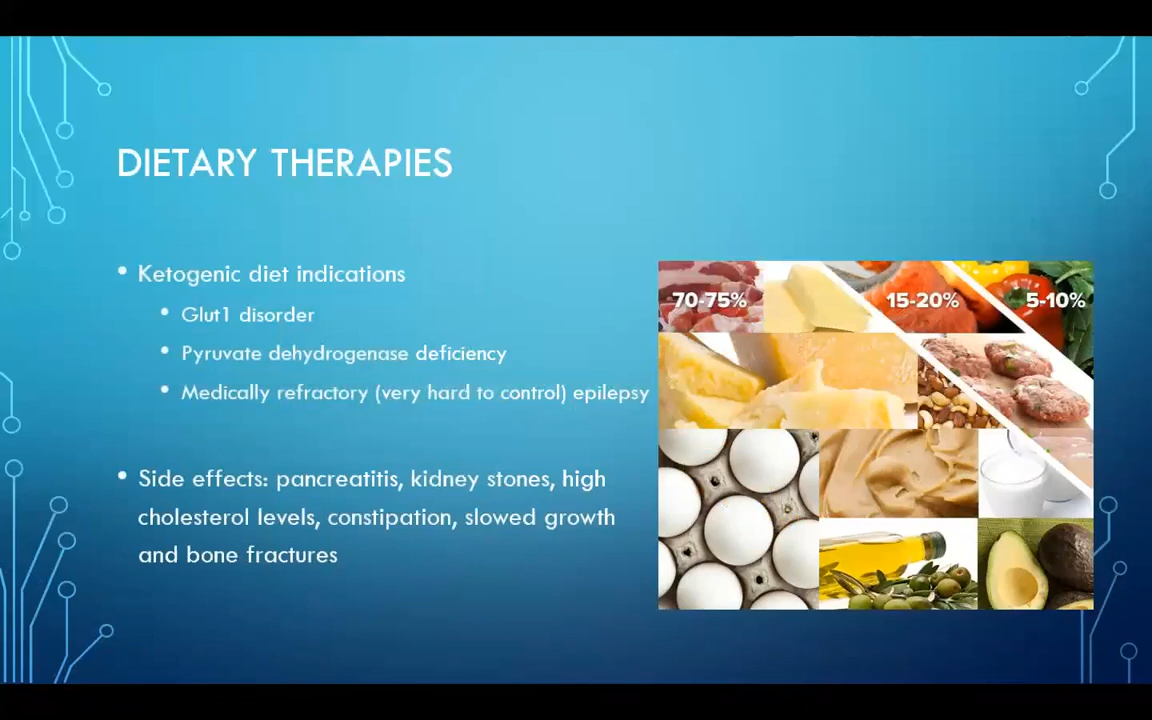 DIETARY THERAPIES
• Ketogenic diet indications
• Glut1 disorder
• Pyruvate dehydrogenase deficiency
• Medically refractory (very hard to control) epilepsy
• Side effects: pancreatitis, kidney stones, high
cholesterol levels, constipation, slowed growth
and bone fractures
70-75%
15-20%
5-10%